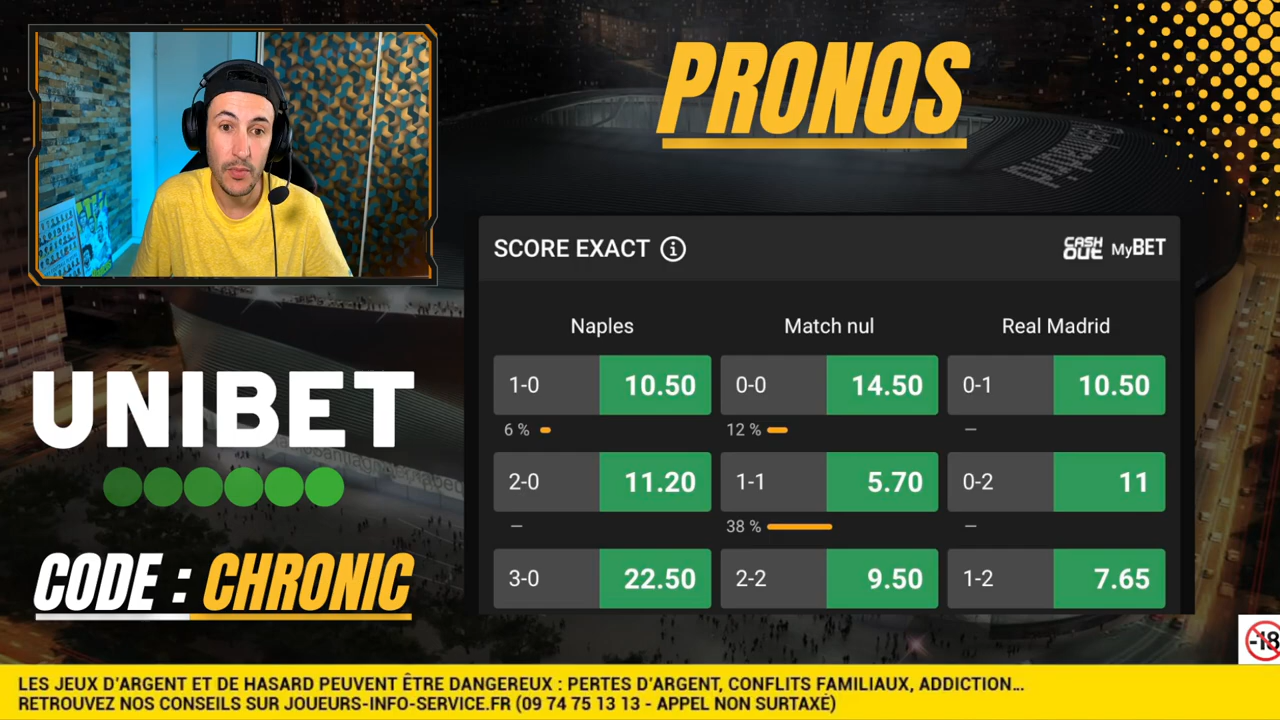 PRONOS
SCORE EXACT
CASH OUT MyBET
Naples Match nul Real Madrid
1-0 10.50 0-0 14.50 0-1 10.50
6 % 12 % —
2-0 11.20 1-1 5.70 0-2 11
— 38 % —
3-0 22.50 2-2 9.50 1-2 7.65
UNIBET
CODE : CHRONIC
-18
LES JEUX D'ARGENT ET DE HASARD PEUVENT ÊTRE DANGEREUX : PERTES D'ARGENT, CONFLITS FAMILIAUX, ADDICTION...
RETROUVEZ NOS CONSEILS SUR JOUEURS-INFO-SERVICE.FR (09 74 75 13 13 - APPEL NON SURTAXÉ)